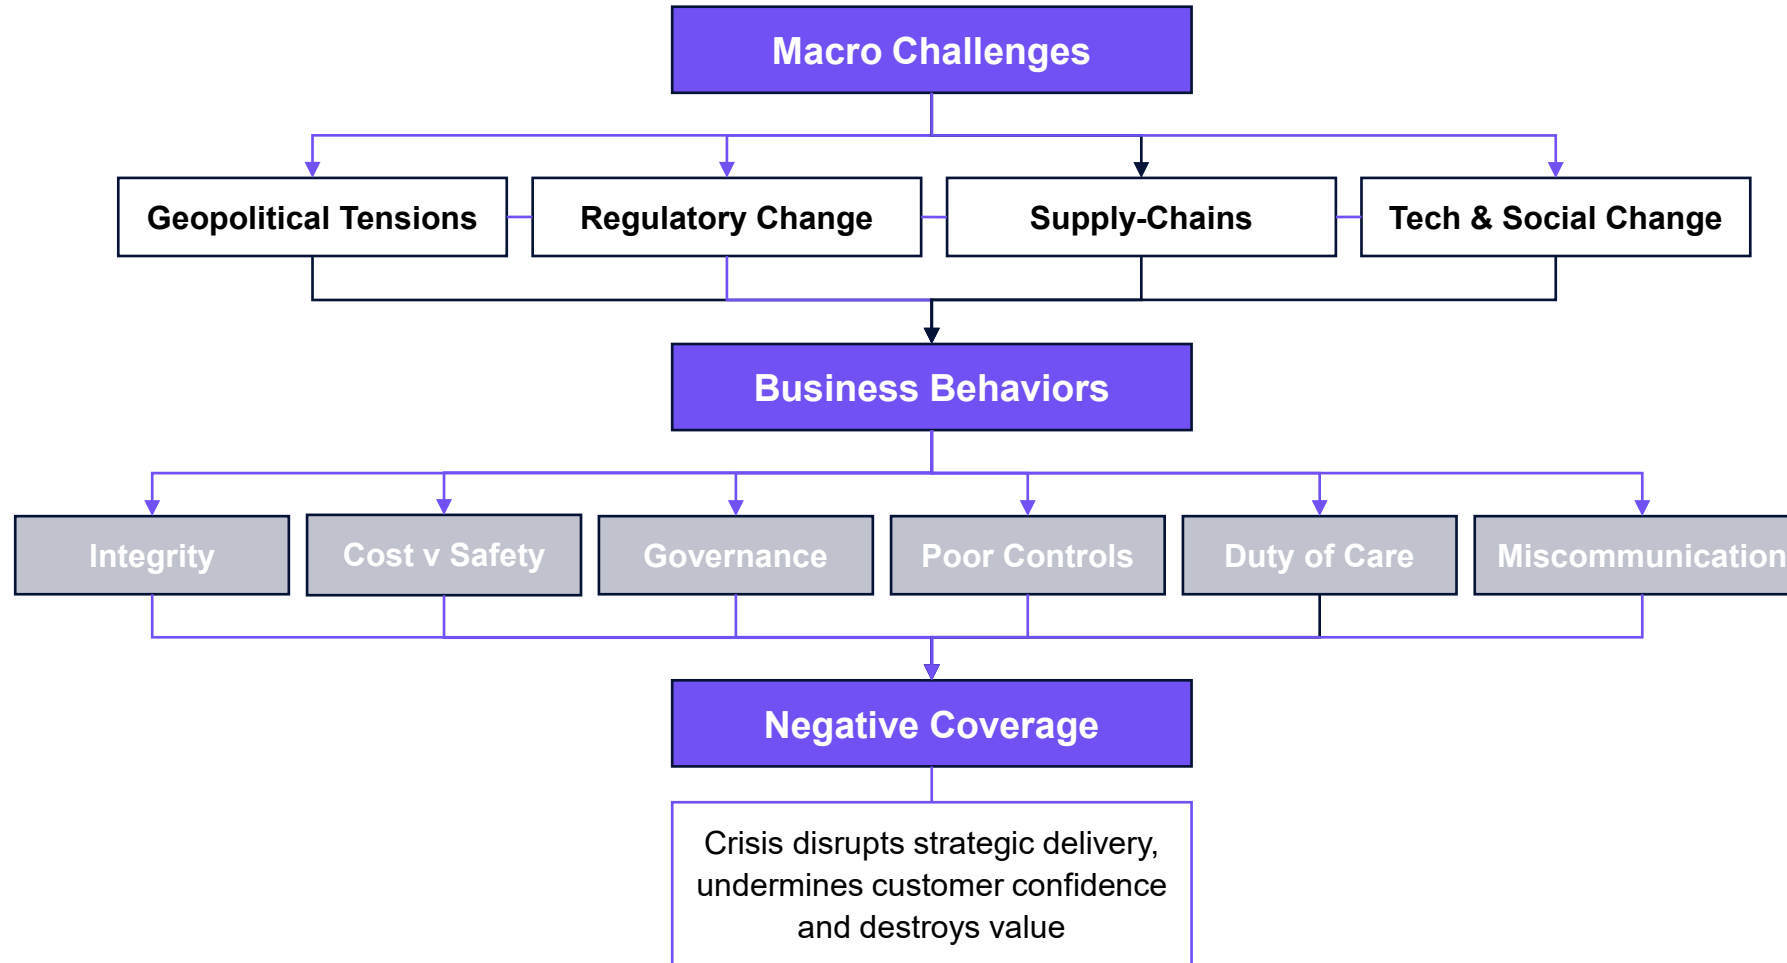 Macro Challenges
Geopolitical Tensions
Regulatory Change
Supply-Chains
Tech & Social Change
Business Behaviors
Integrity
Cost v Safety
Governance
Poor Controls
Duty of Care
Miscommunication
Negative Coverage
Crisis disrupts strategic delivery,
undermines customer confidence
and destroys value